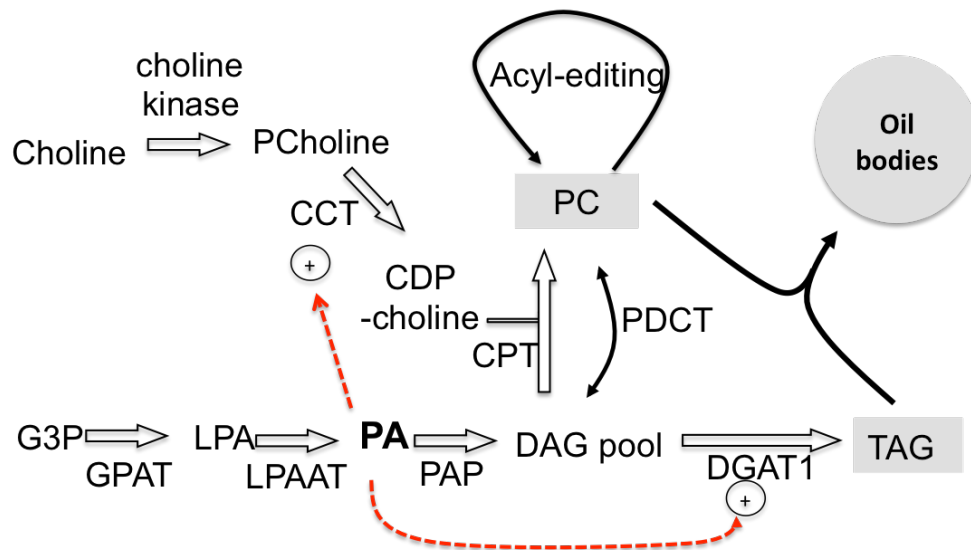 Acyl-editing
choline
kinase
Oil
bodies
Choline
PCholine
PC
CCT
+
CDP
-choline
CPT
PDCT
G3P
LPA
PA
DAG pool
TAG
GPAT
LPAAT
PAP
DGAT1
+